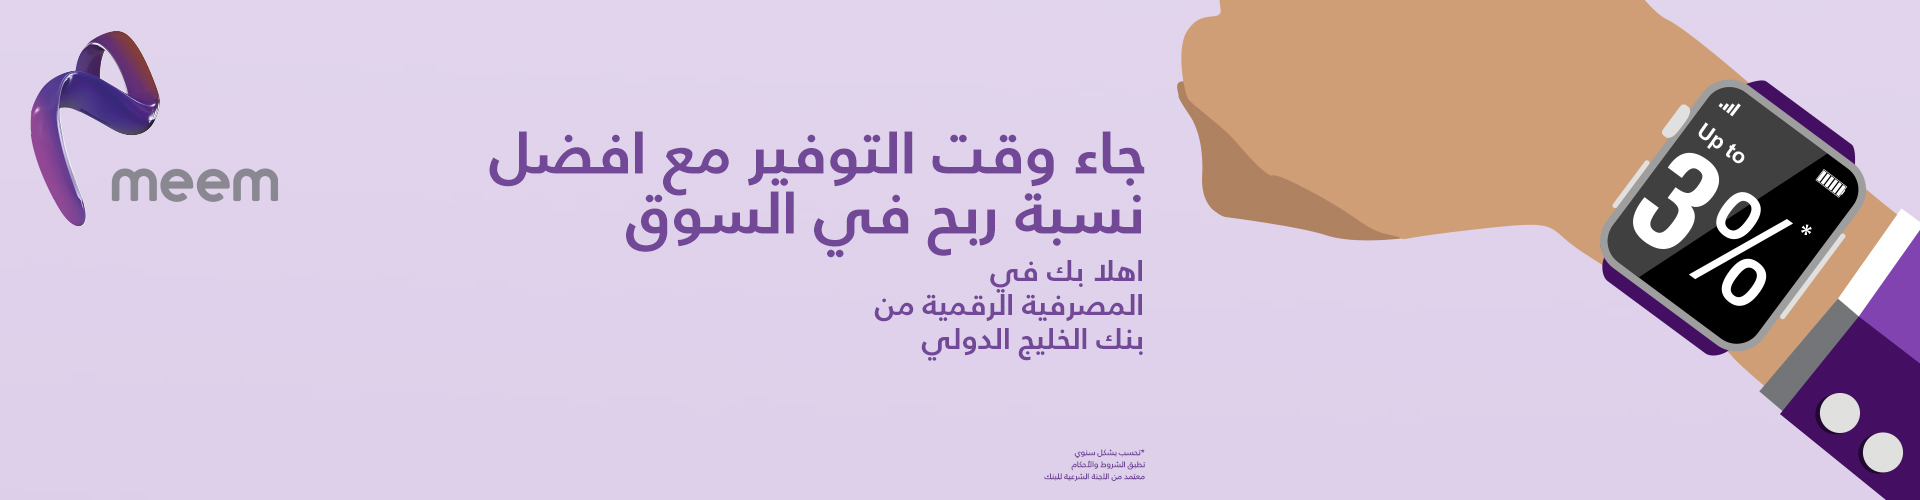 meem
جاء وقت التوفير مع افضل
نسبة ربح في السوق
اهلا بك في
المصرفية الرقمية من
بنك الخليج الدولي
Up to
3%*
*تحسب بشكل سنوي
تطبق الشروط والأحكام
معتمد من اللجنة الشرعية للبنك